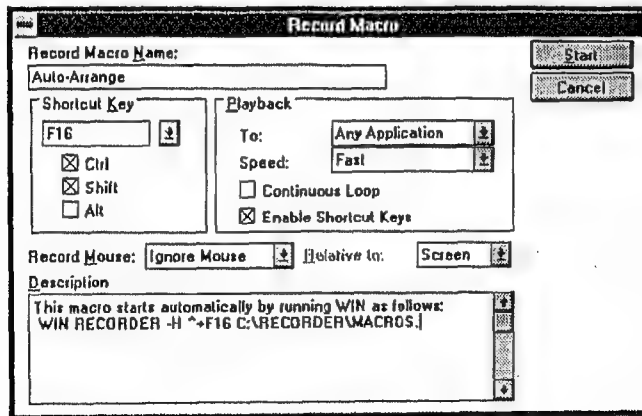 Record Macro
Record Macro Name:
Auto-Arrange
Start
Cancel
Shortcut Key
F16
Ctrl
Shift
Alt
Playback
To: Any Application
Speed: Fast
Continuous Loop
Enable Shortcut Keys
Record Mouse: Ignore Mouse Relative to: Screen
Description
This macro starts automatically by running WIN as follows:
WIN RECORDER -H ^+F16 C:\RECORDER\MACROS.